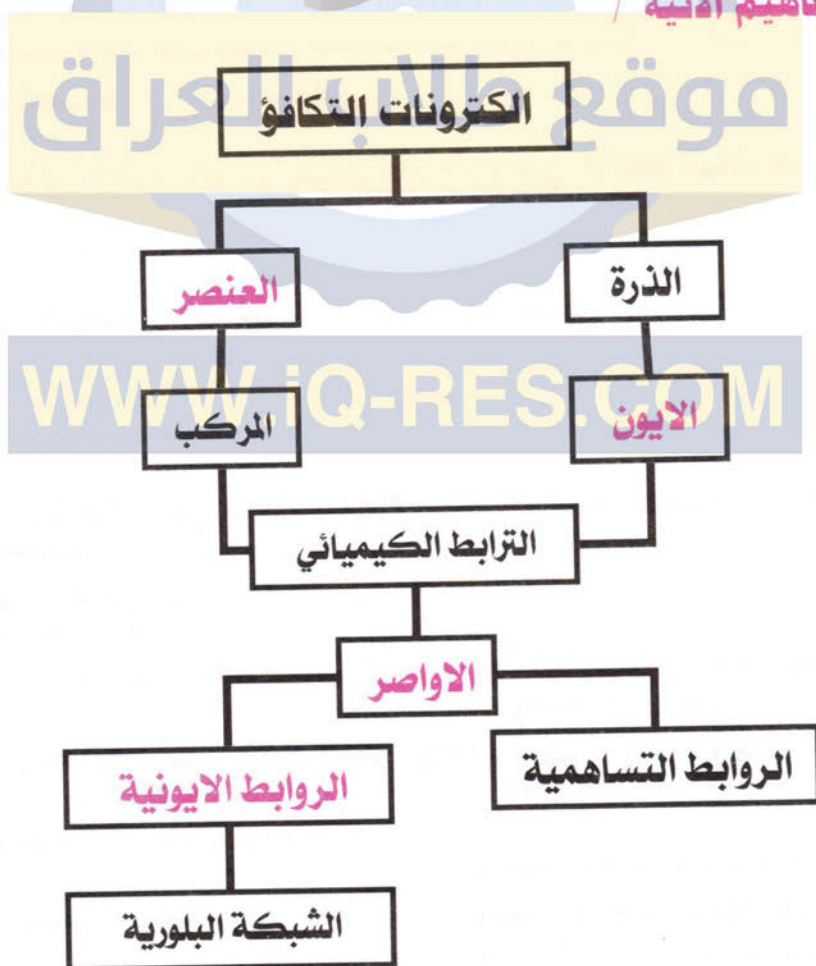 الاتية /
موقع طلاب العراق
الكترونات التكافؤ
الذرة
العنصر
الايون
المركب
WWW.iQ-RES.COM
الترابط الكيميائي
الاواصر
الروابط التساهمية
الروابط الايونية
الشبكة البلورية